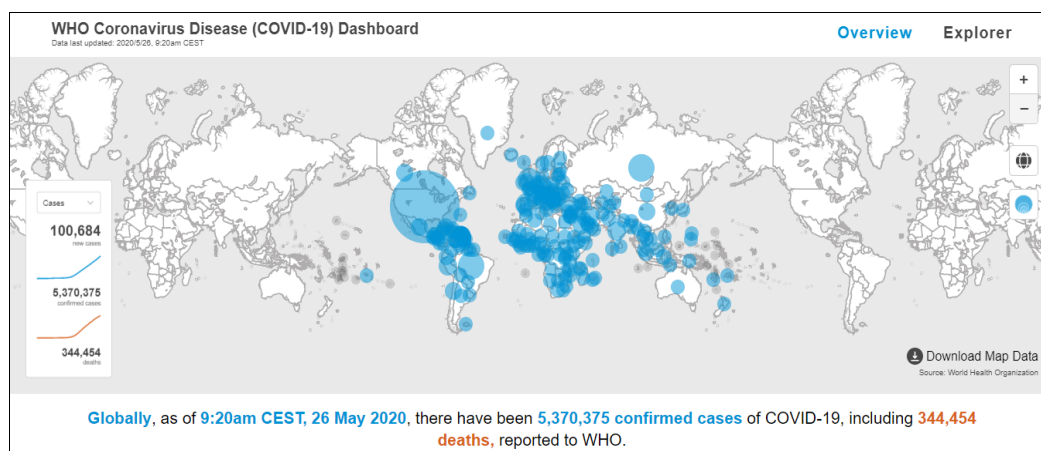 WHO Coronavirus Disease (COVID-19) Dashboard
Data last updated: 2020/5/26, 9:20am CEST
Overview Explorer
+
−
Cases
100,684
new cases
5,370,375
confirmed cases
344,454
deaths
Download Map Data
Source: World Health Organization
Globally, as of 9:20am CEST, 26 May 2020, there have been 5,370,375 confirmed cases of COVID-19, including 344,454
deaths, reported to WHO.